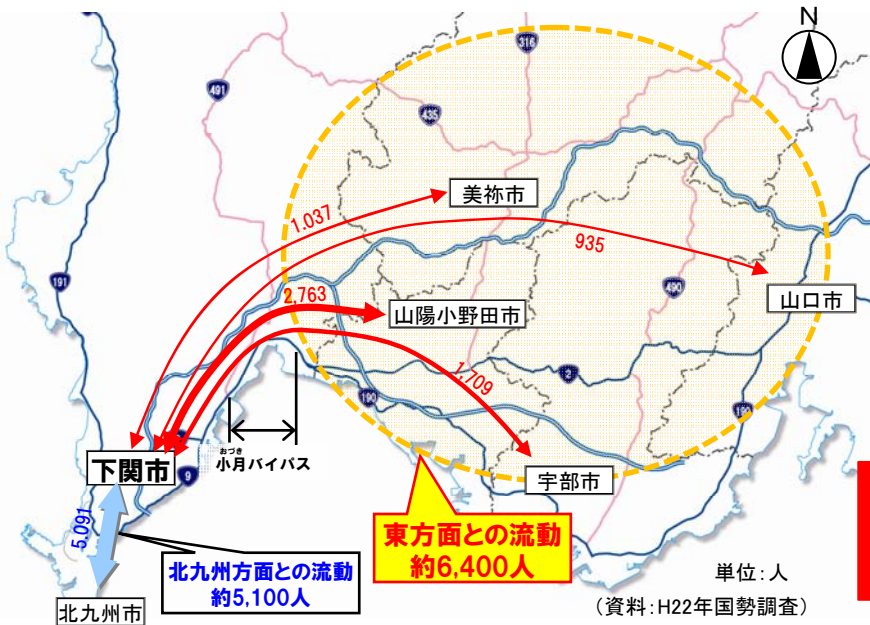 N
316
491
435
美祢市
1.037
935
191
2,763
490
山口市
山陽小野田市
1,709
2
190
190
おづき
小月バイパス
下関市
9
宇部市
5.091
東方面との流動
約6,400人
北九州方面との流動
約5,100人
単位:人
北九州市
(資料:H22年国勢調査)